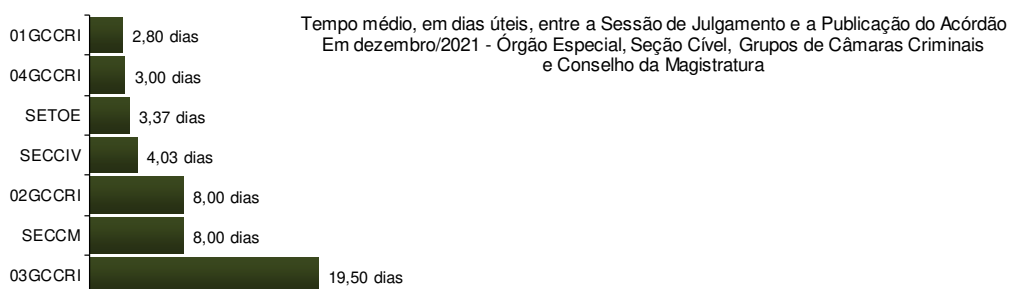 Tempo médio, em dias úteis, entre a Sessão de Julgamento e a Publicação do Acórdão
Em dezembro/2021 - Órgão Especial, Seção Cível, Grupos de Câmaras Criminais
e Conselho da Magistratura
01GCCRI 2,80 dias
04GCCRI 3,00 dias
SETOE 3,37 dias
SECCIV 4,03 dias
02GCCRI 8,00 dias
SECCM 8,00 dias
03GCCRI 19,50 dias